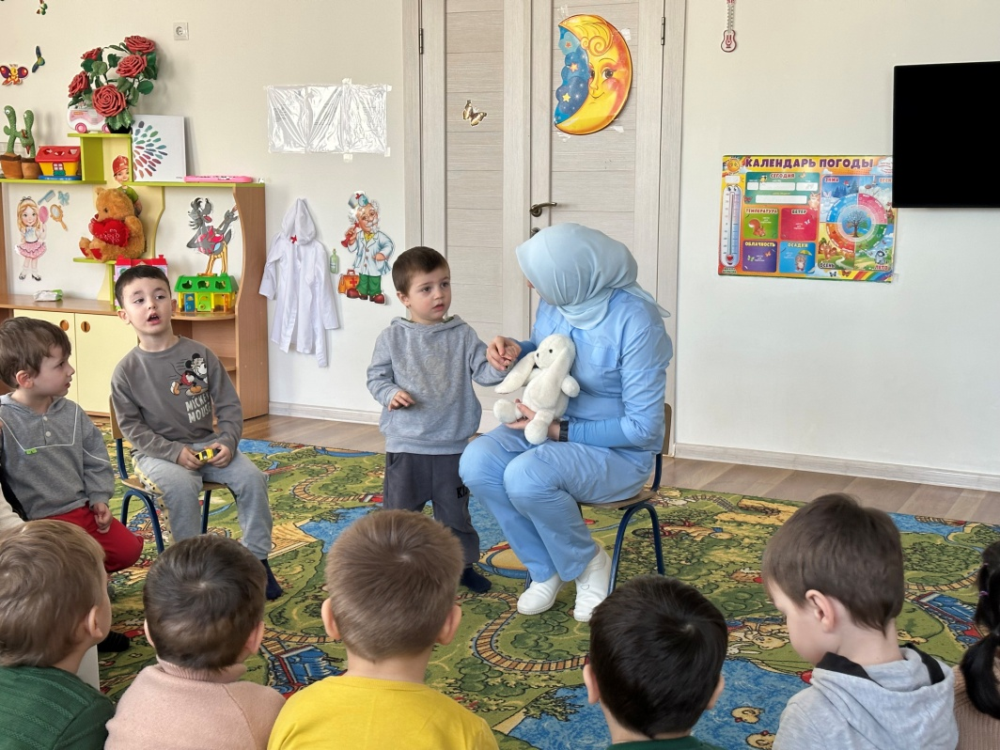 КАЛЕНДАРЬ ПОГОДЫ
СЕГОДНЯ
ЗИМА
ТЕМПЕРАТУРА
ВЕТЕР
ОБЛАЧНОСТЬ
ОСАДКИ
ОСЕНЬ
ЛЕТО
MICKEY
MOUSE